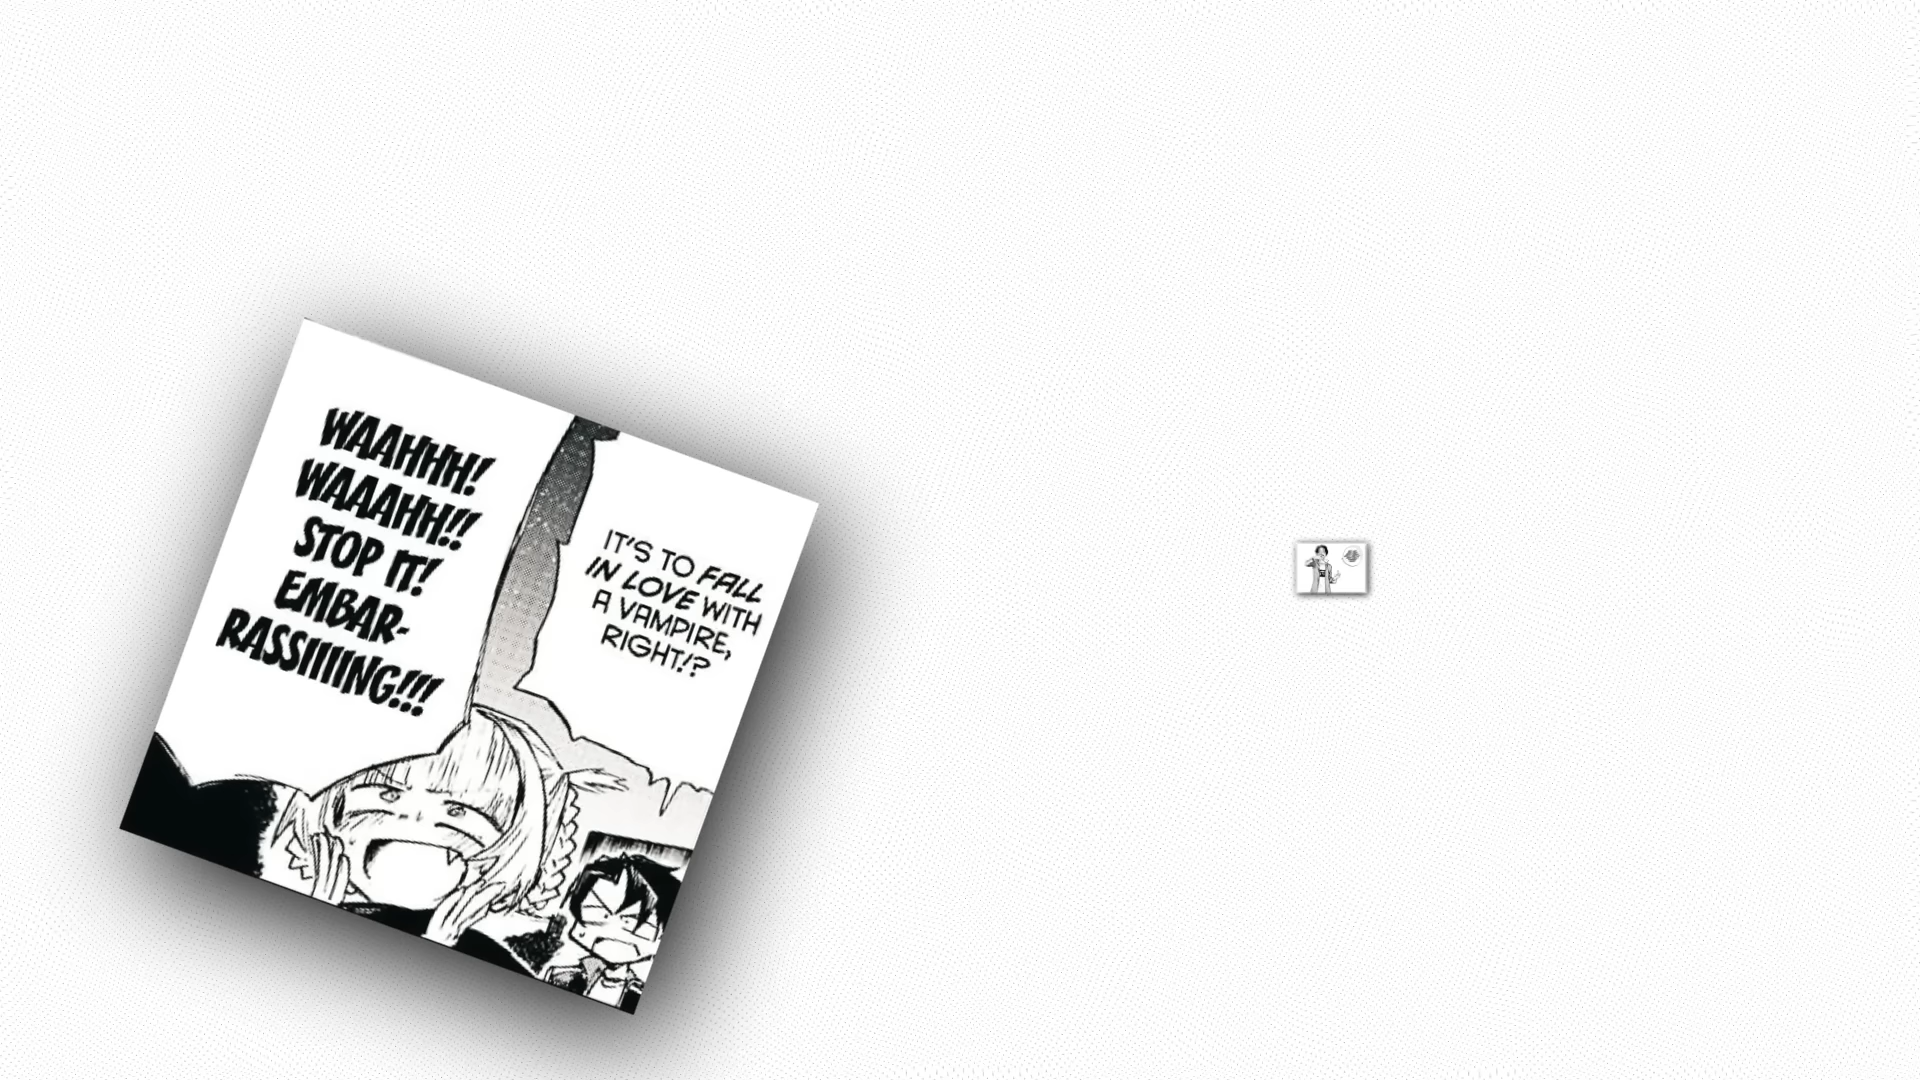 WAAHHH!
WAAAHH!!
STOP IT!
EMBAR-
RASSIIIING!!!
IT'S TO FALL
IN LOVE WITH
A VAMPIRE,
RIGHT!?